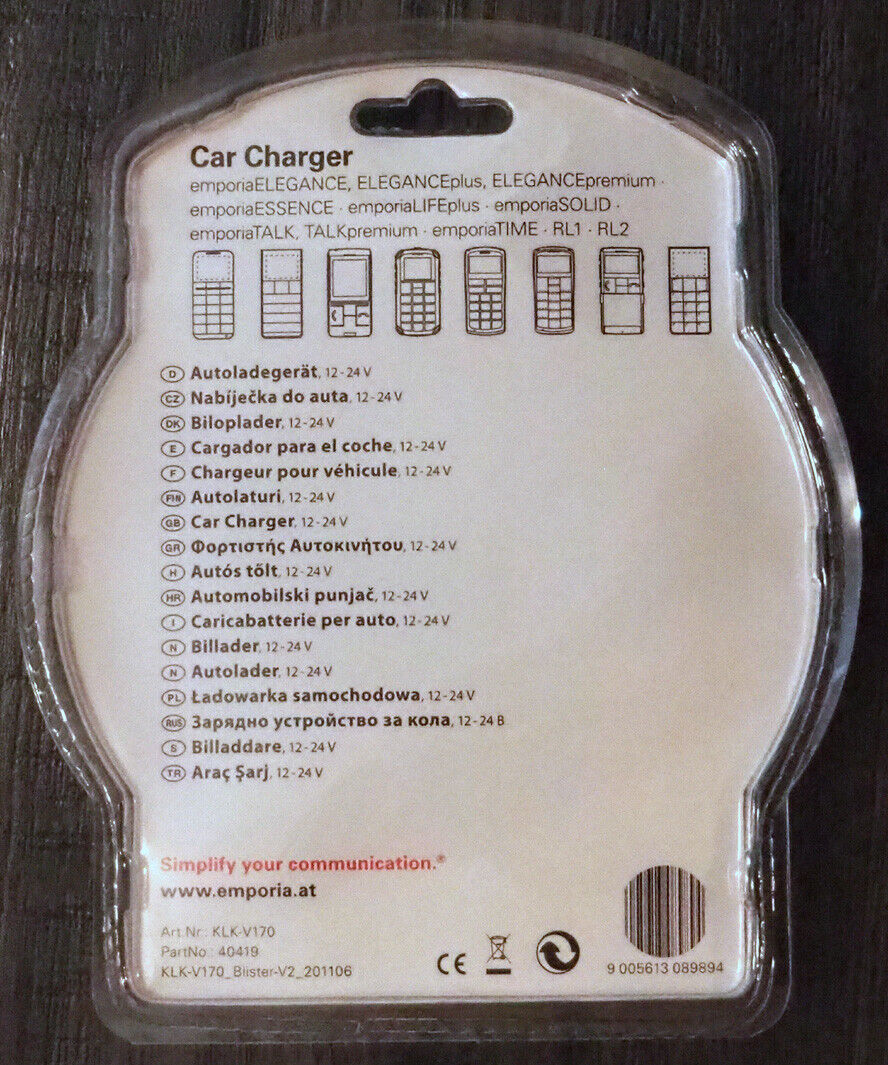 Car Charger
emporiaELEGANCE, ELEGANCEplus, ELEGANCEpremium ·
emporiaESSENCE · emporiaLIFEplus · emporiaSOLID ·
emporiaTALK, TALKpremium · emporiaTIME · RL1 · RL2
D Autoladegerät, 12-24 V
CZ Nabíječka do auta, 12-24 V
DK Biloplader, 12-24 V
E Cargador para el coche, 12-24 V
F Chargeur pour véhicule, 12-24 V
FIN Autolaturi, 12-24 V
GB Car Charger, 12-24 V
GR Φορτιστής Αυτοκινήτου, 12-24 V
H Autós tőlt, 12-24 V
HR Automobilski punjač, 12-24 V
I Caricabatterie per auto, 12-24 V
N Billader, 12-24 V
N Autolader, 12-24 V
PL Ładowarka samochodowa, 12-24 V
RUS Зарядно устройство за кола, 12-24 В
S Billaddare, 12-24 V
TR Araç Şarj, 12-24 V
Simplify your communication.®
www.emporia.at
Art.Nr.: KLK-V170
PartNo.: 40419
KLK-V170_Blister-V2_201106
CE
9 005613 089894